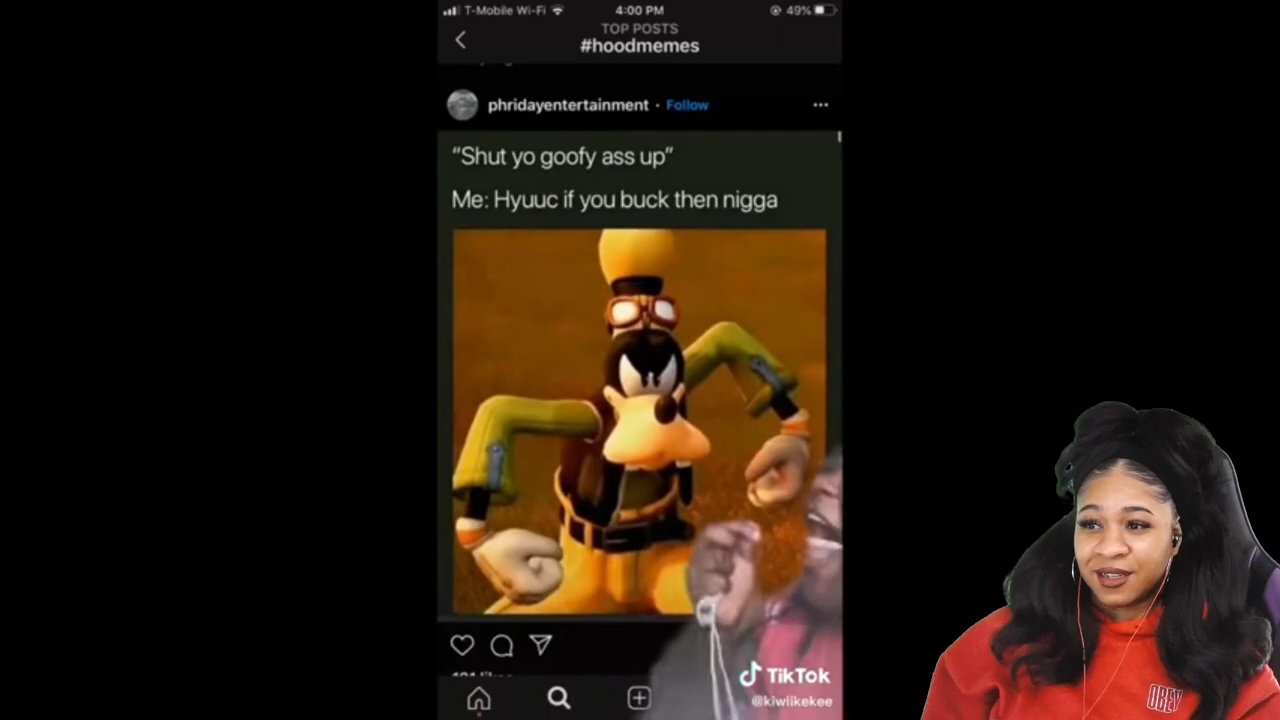 T-Mobile Wi-Fi
4:00 PM
49%
TOP POSTS
#hoodmemes
phridayentertainment · Follow
“Shut yo goofy ass up”
Me: Hyuuc if you buck then nigga
TikTok
@kiwiikekee
OBEY